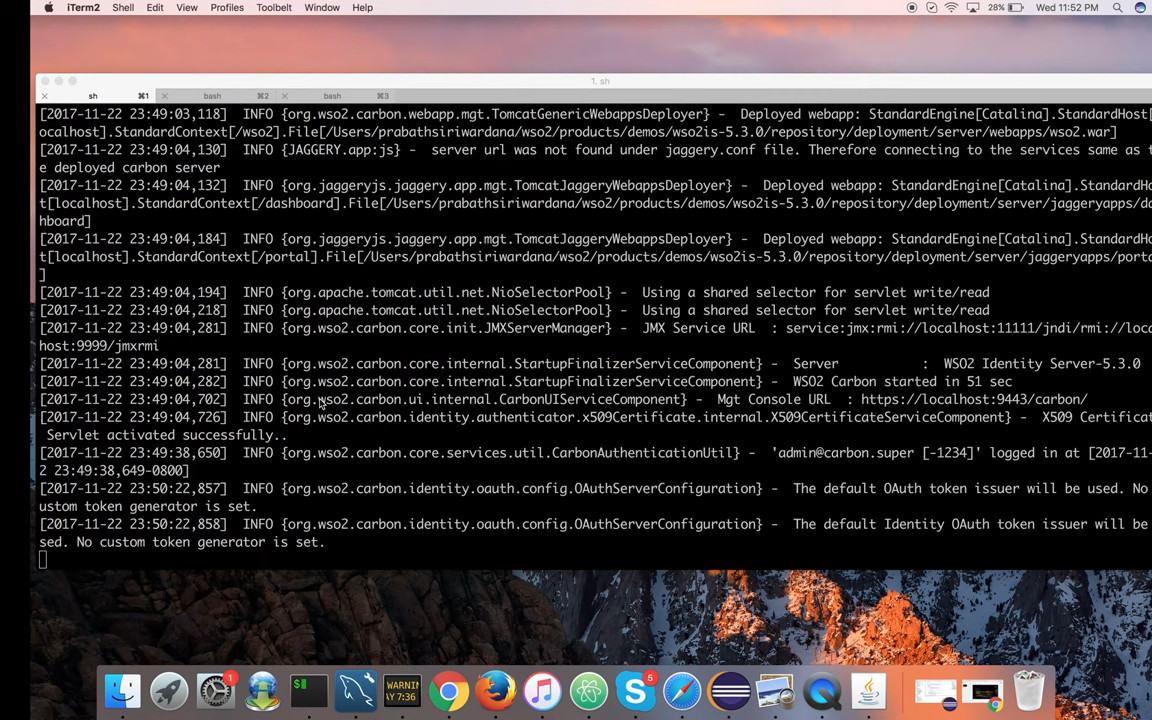 iTerm2 Shell Edit View Profiles Toolbelt Window Help 28% Wed 11:52 PM
1. sh
sh ⌘1 bash ⌘2 bash ⌘3
[2017-11-22 23:49:03,118] INFO {org.wso2.carbon.webapp.mgt.TomcatGenericWebappsDeployer} - Deployed webapp: StandardEngine[Catalina].StandardHost[
ocalhost].StandardContext[/wso2].File[/Users/prabathsiriwardana/wso2/products/demos/wso2is-5.3.0/repository/deployment/server/webapps/wso2.war]
[2017-11-22 23:49:04,130] INFO {JAGGERY.app:js} - server url was not found under jaggery.conf file. Therefore connecting to the services same as t
e deployed carbon server
[2017-11-22 23:49:04,132] INFO {org.jaggeryjs.jaggery.app.mgt.TomcatJaggeryWebappsDeployer} - Deployed webapp: StandardEngine[Catalina].StandardHo
t[localhost].StandardContext[/dashboard].File[/Users/prabathsiriwardana/wso2/products/demos/wso2is-5.3.0/repository/deployment/server/jaggeryapps/da
hboard]
[2017-11-22 23:49:04,184] INFO {org.jaggeryjs.jaggery.app.mgt.TomcatJaggeryWebappsDeployer} - Deployed webapp: StandardEngine[Catalina].StandardHo
t[localhost].StandardContext[/portal].File[/Users/prabathsiriwardana/wso2/products/demos/wso2is-5.3.0/repository/deployment/server/jaggeryapps/porta
]
[2017-11-22 23:49:04,194] INFO {org.apache.tomcat.util.net.NioSelectorPool} - Using a shared selector for servlet write/read
[2017-11-22 23:49:04,218] INFO {org.apache.tomcat.util.net.NioSelectorPool} - Using a shared selector for servlet write/read
[2017-11-22 23:49:04,281] INFO {org.wso2.carbon.core.init.JMXServerManager} - JMX Service URL : service:jmx:rmi://localhost:11111/jndi/rmi://loc
host:9999/jmxrmi
[2017-11-22 23:49:04,281] INFO {org.wso2.carbon.core.internal.StartupFinalizerServiceComponent} - Server : WSO2 Identity Server-5.3.0
[2017-11-22 23:49:04,282] INFO {org.wso2.carbon.core.internal.StartupFinalizerServiceComponent} - WSO2 Carbon started in 51 sec
[2017-11-22 23:49:04,702] INFO {org.wso2.carbon.ui.internal.CarbonUIServiceComponent} - Mgt Console URL : https://localhost:9443/carbon/
[2017-11-22 23:49:04,726] INFO {org.wso2.carbon.identity.authenticator.x509Certificate.internal.X509CertificateServiceComponent} - X509 Certificat
Servlet activated successfully..
[2017-11-22 23:49:38,650] INFO {org.wso2.carbon.core.services.util.CarbonAuthenticationUtil} - 'admin@carbon.super [-1234]' logged in at [2017-11-
2 23:49:38,649-0800]
[2017-11-22 23:50:22,857] INFO {org.wso2.carbon.identity.oauth.config.OAuthServerConfiguration} - The default OAuth token issuer will be used. No
ustom token generator is set.
[2017-11-22 23:50:22,858] INFO {org.wso2.carbon.identity.oauth.config.OAuthServerConfiguration} - The default Identity OAuth token issuer will be
sed. No custom token generator is set.
1
5
WARNIN
AY 7:36